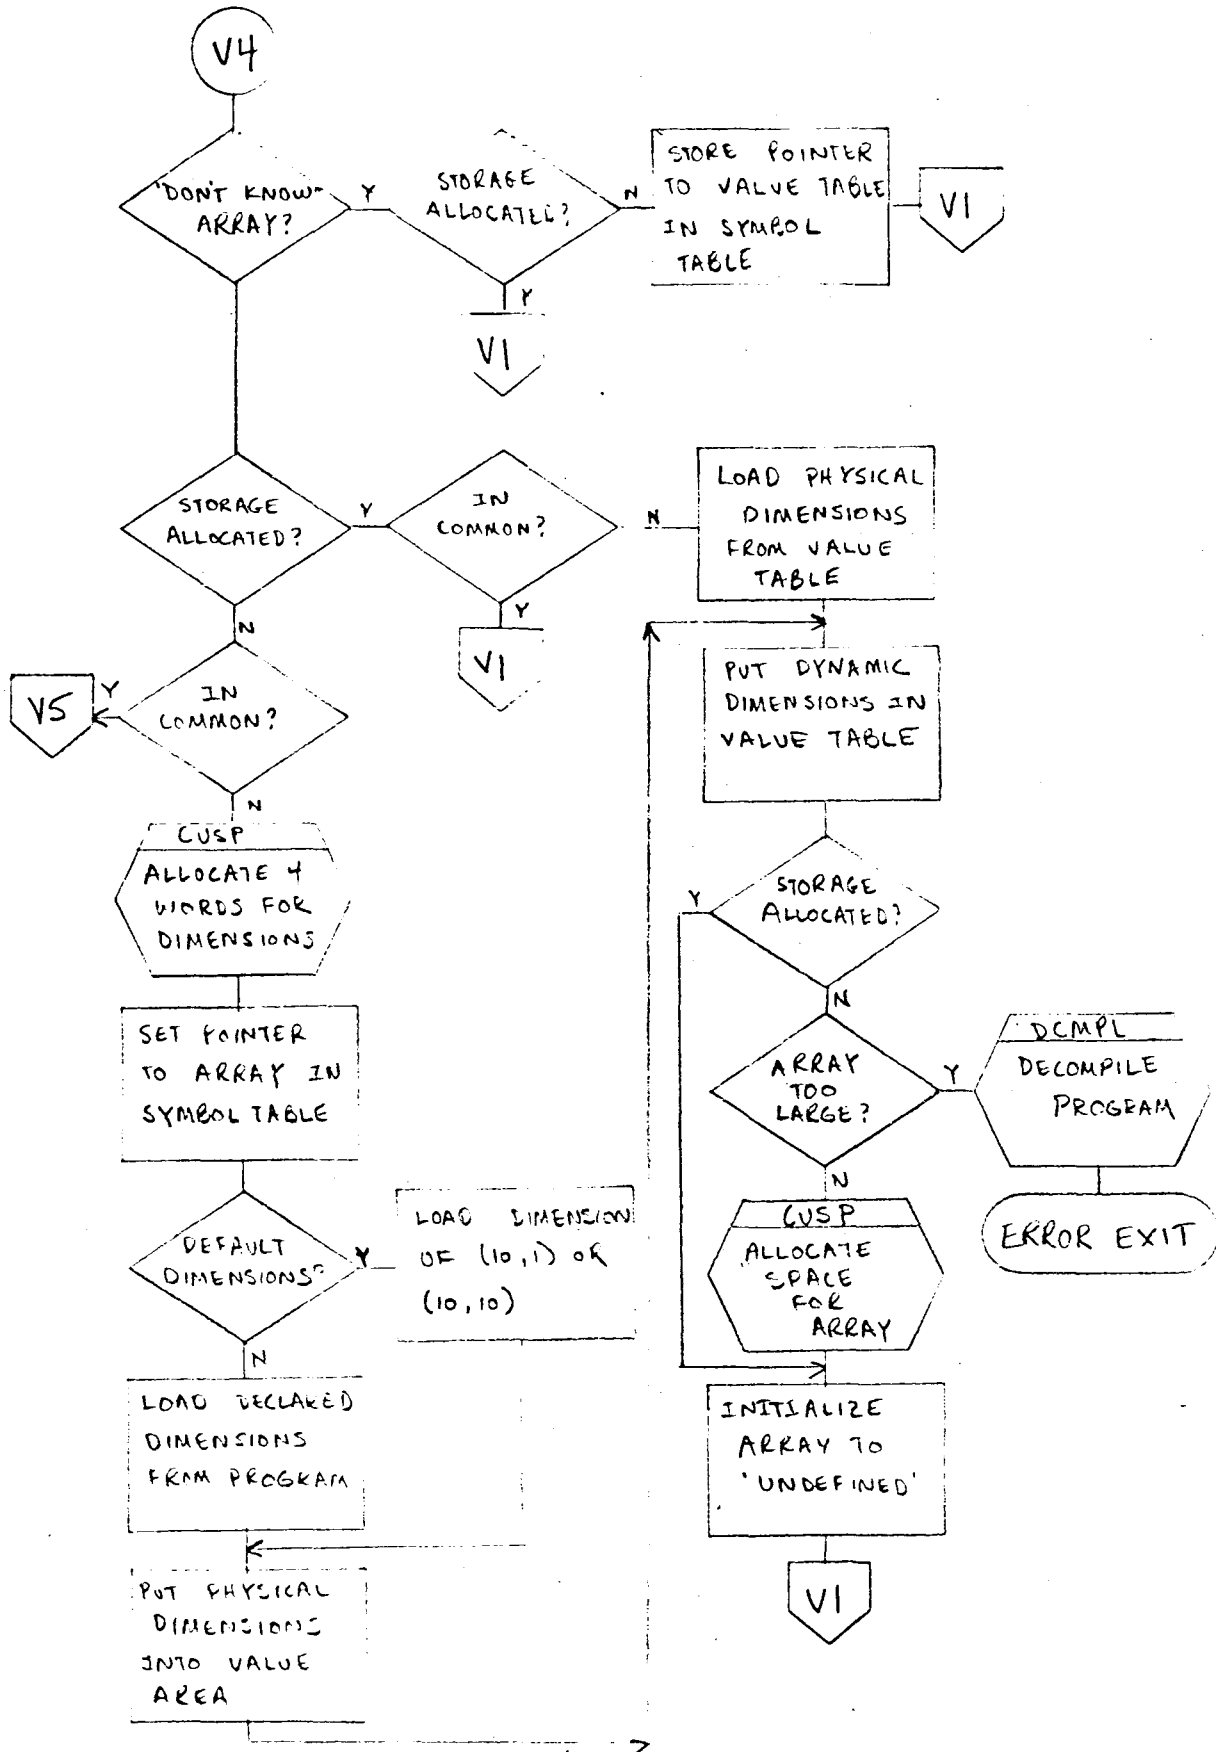 V4
'DON'T KNOW'
ARRAY?
Y
STORAGE
ALLOCATED?
N
STORE POINTER
TO VALUE TABLE
IN SYMBOL
TABLE
V1
Y
V1
STORAGE
ALLOCATED?
Y
IN
COMMON?
N
LOAD PHYSICAL
DIMENSIONS
FROM VALUE
TABLE
Y
V1
N
IN
COMMON?
Y
V5
N
CUSP
ALLOCATE 4
WORDS FOR
DIMENSIONS
SET POINTER
TO ARRAY IN
SYMBOL TABLE
DEFAULT
DIMENSIONS?
Y
LOAD DIMENSION
OF (10,1) OR
(10,10)
N
LOAD DECLARED
DIMENSIONS
FROM PROGRAM
PUT PHYSICAL
DIMENSIONS
INTO VALUE
AREA
PUT DYNAMIC
DIMENSIONS IN
VALUE TABLE
STORAGE
ALLOCATED?
Y
N
ARRAY
TOO
LARGE?
Y
DCMPL
DECOMPILE
PROGRAM
ERROR EXIT
N
CUSP
ALLOCATE
SPACE
FOR
ARRAY
INITIALIZE
ARRAY TO
'UNDEFINED'
V1